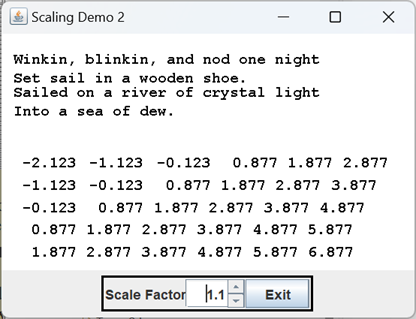 Scaling Demo 2
Winkin, blinkin, and nod one night
Set sail in a wooden shoe.
Sailed on a river of crystal light
Into a sea of dew.
-2.123 -1.123 -0.123 0.877 1.877 2.877
-1.123 -0.123 0.877 1.877 2.877 3.877
-0.123 0.877 1.877 2.877 3.877 4.877
0.877 1.877 2.877 3.877 4.877 5.877
1.877 2.877 3.877 4.877 5.877 6.877
Scale Factor 1.1 Exit